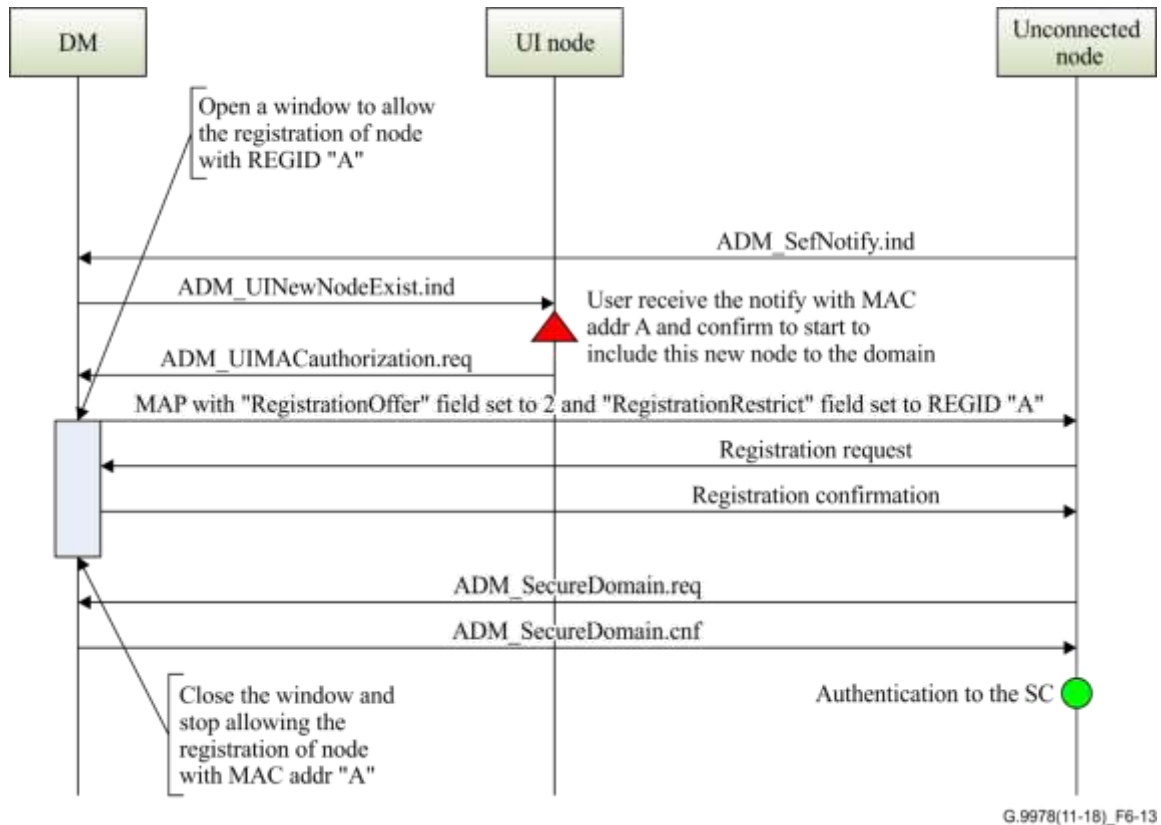 DM
UI node
Unconnected
node
Open a window to allow
the registration of node
with REGID "A"
ADM_SefNotify.ind
ADM_UINewNodeExist.ind
User receive the notify with MAC
addr A and confirm to start to
include this new node to the domain
ADM_UIMACauthorization.req
MAP with "RegistrationOffer" field set to 2 and "RegistrationRestrict" field set to REGID "A"
Registration request
Registration confirmation
ADM_SecureDomain.req
ADM_SecureDomain.cnf
Authentication to the SC
Close the window and
stop allowing the
registration of node
with MAC addr "A"
G.9978(11-18)_F6-13